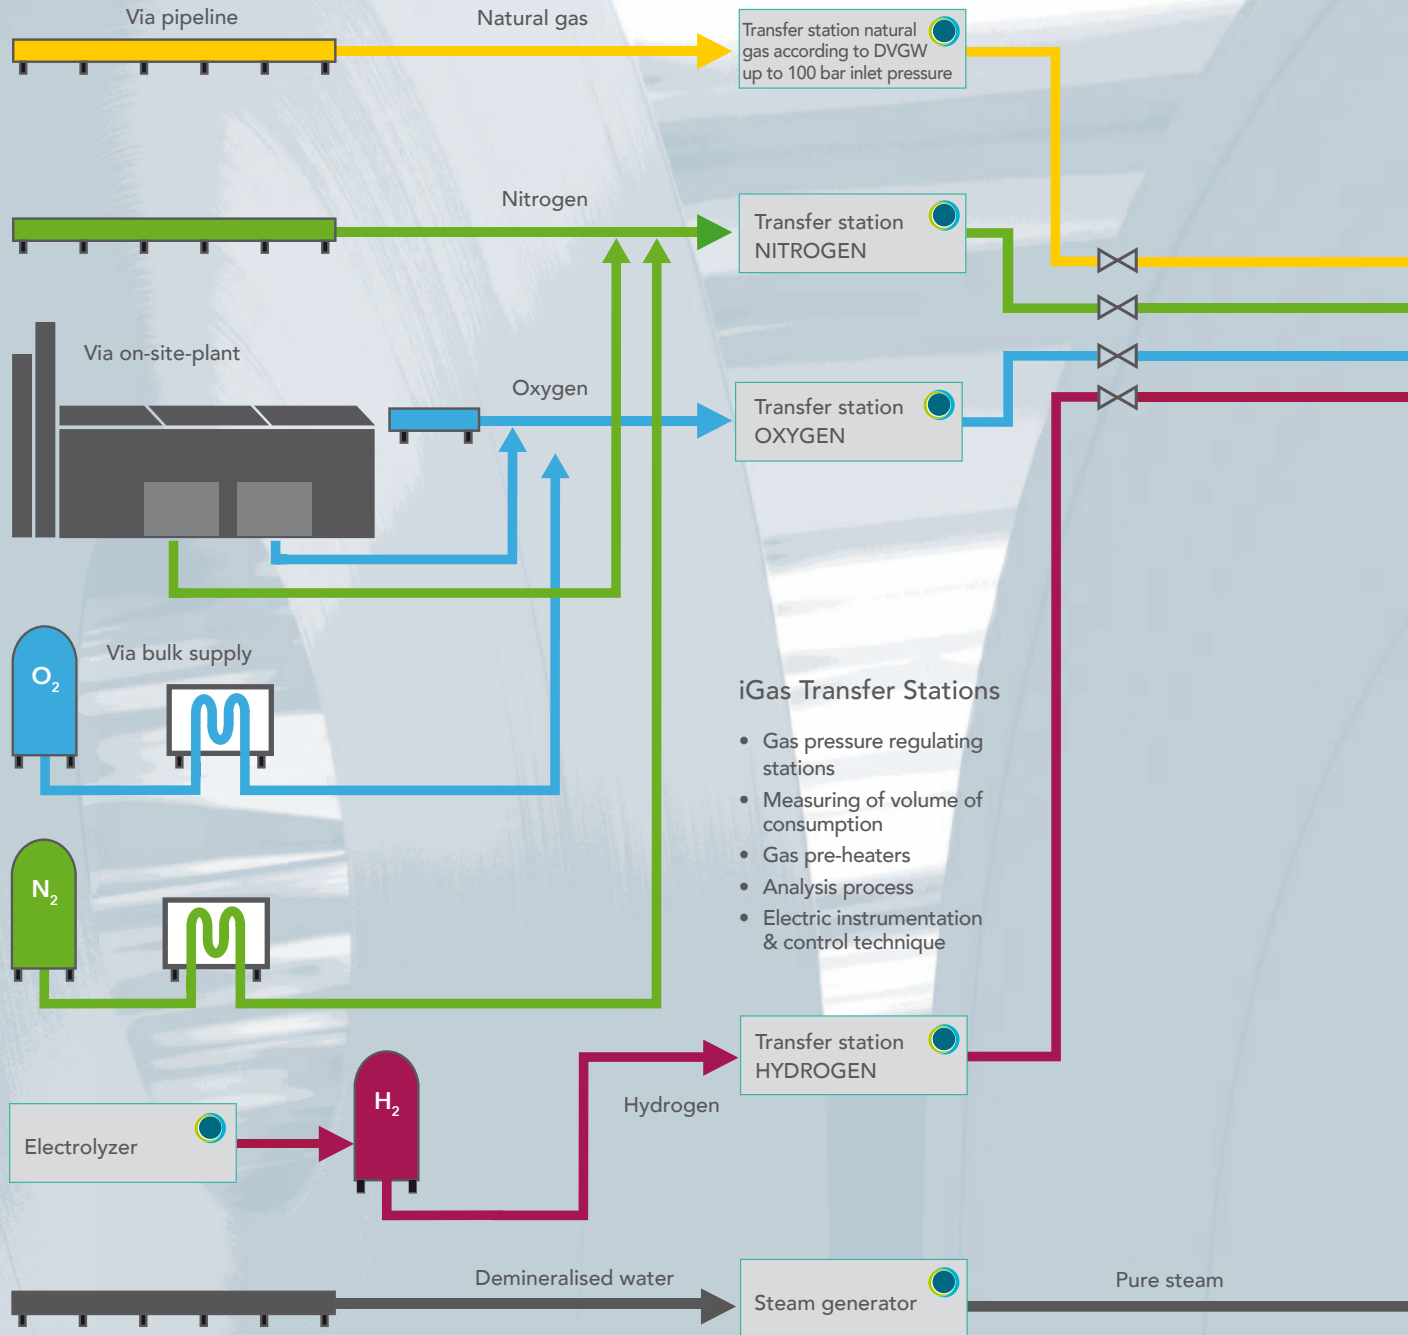 Via pipeline
Natural gas
Transfer station natural
gas according to DVGW
up to 100 bar inlet pressure
Nitrogen
Transfer station
NITROGEN
Via on-site-plant
Oxygen
Transfer station
OXYGEN
O₂
Via bulk supply
iGas Transfer Stations
• Gas pressure regulating
stations
• Measuring of volume of
consumption
• Gas pre-heaters
• Analysis process
• Electric instrumentation
& control technique
N₂
Transfer station
HYDROGEN
H₂
Hydrogen
Electrolyzer
Demineralised water
Steam generator
Pure steam